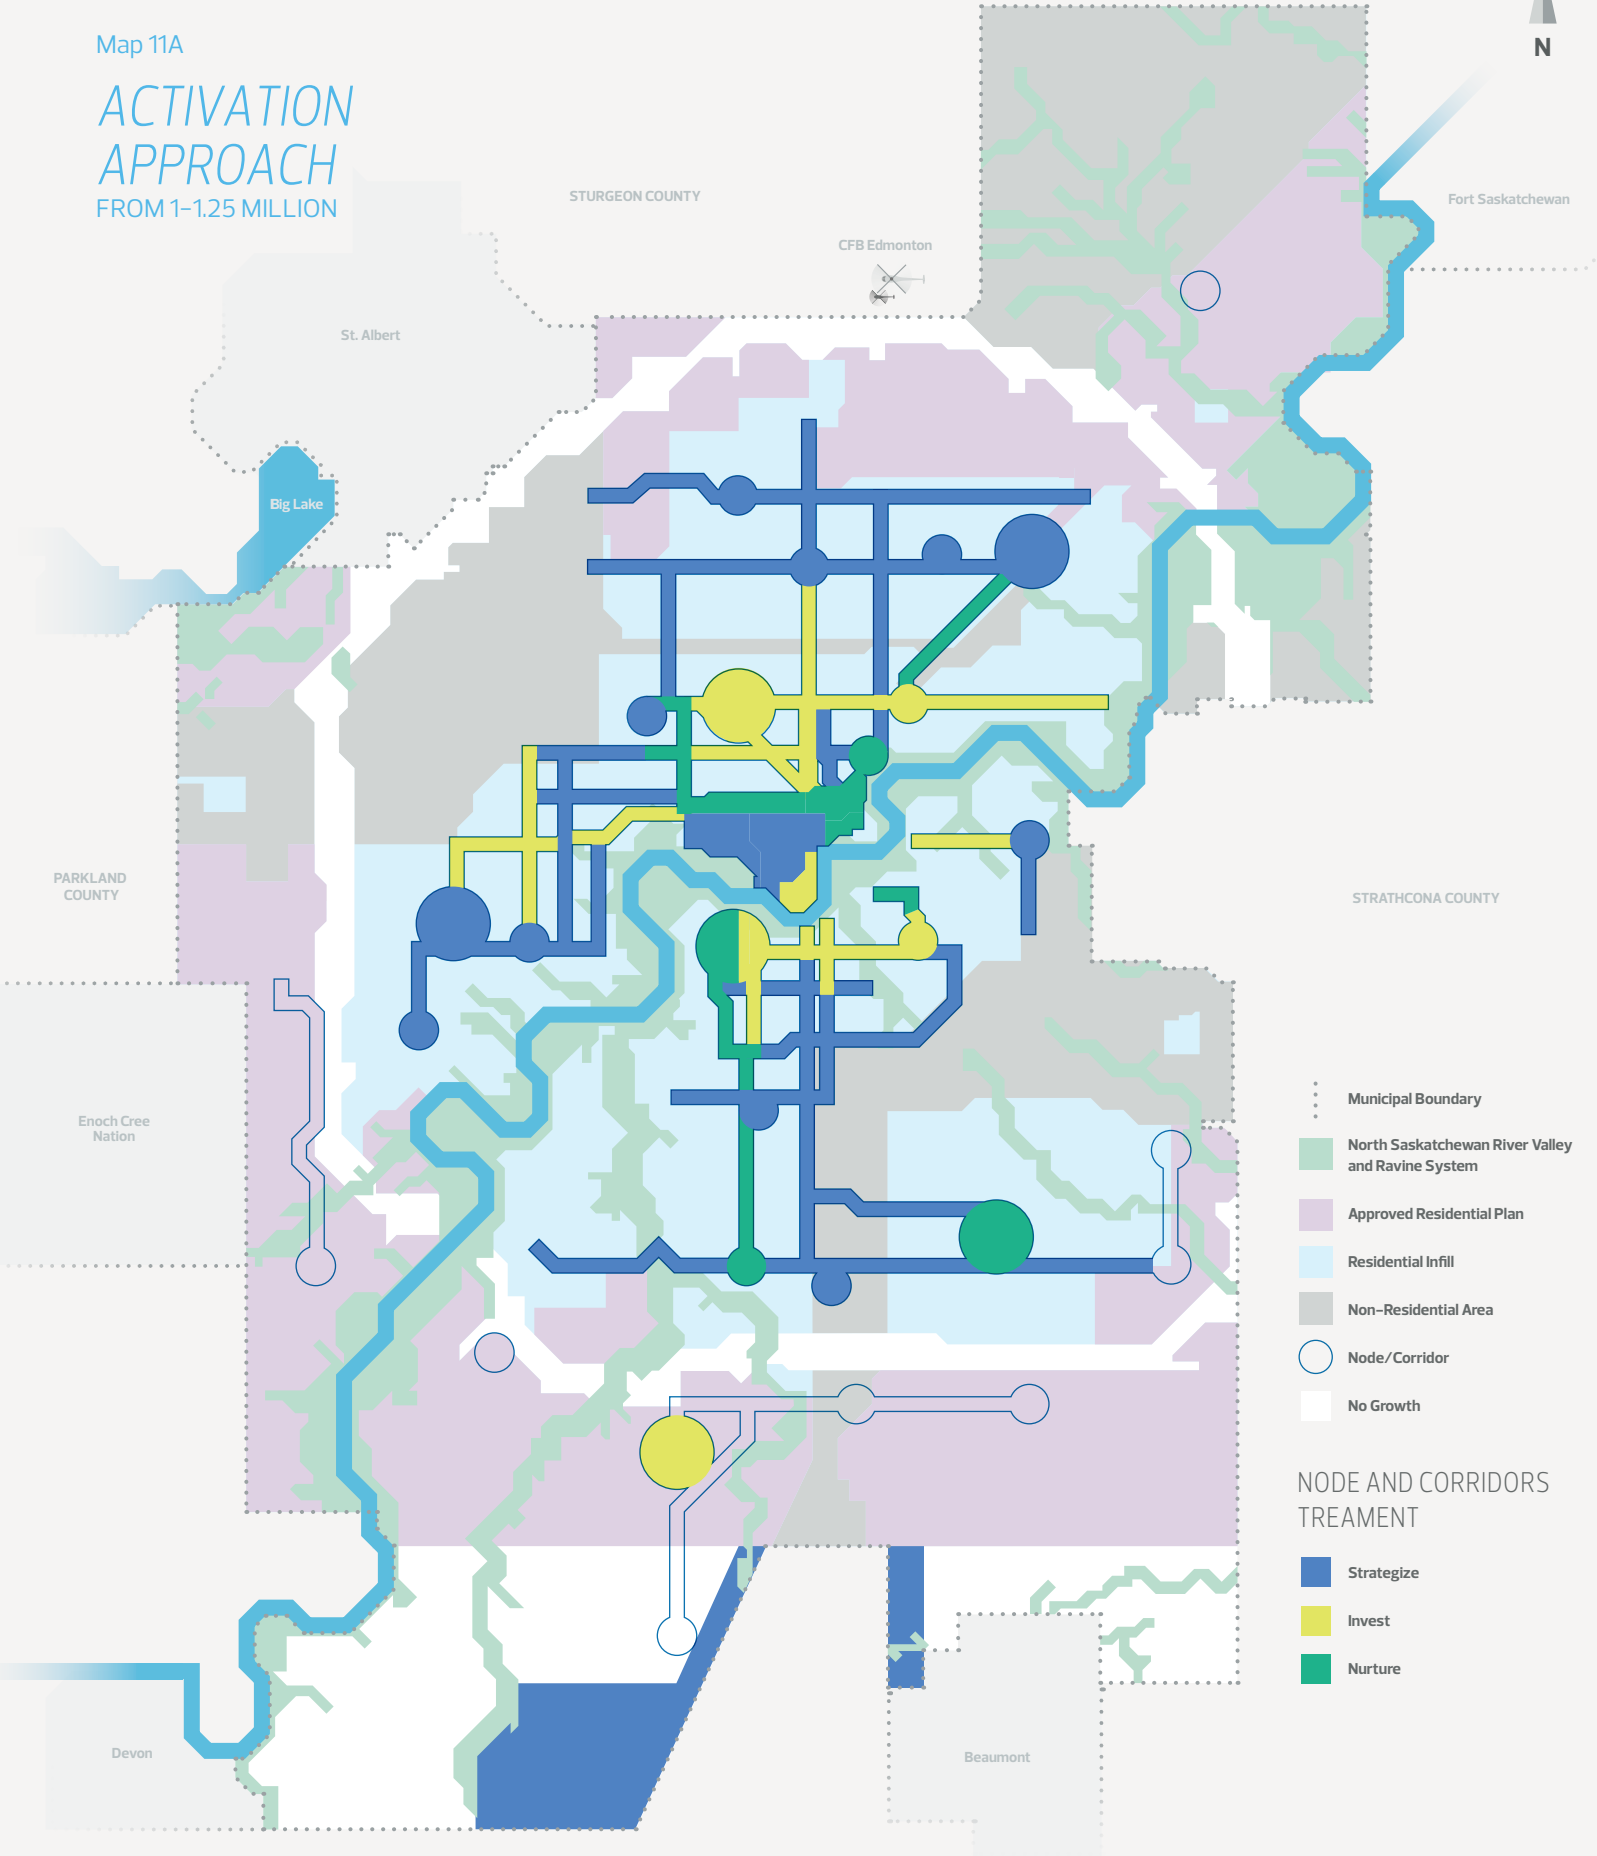 Map 11A
ACTIVATION
APPROACH
FROM 1-1.25 MILLION
N
STURGEON COUNTY
Fort Saskatchewan
CFB Edmonton
St. Albert
Big Lake
PARKLAND
COUNTY
STRATHCONA COUNTY
Enoch Cree
Nation
Municipal Boundary
North Saskatchewan River Valley
and Ravine System
Approved Residential Plan
Residential Infill
Non-Residential Area
Node/Corridor
No Growth
NODE AND CORRIDORS
TREAMENT
Strategize
Invest
Nurture
Devon
Beaumont